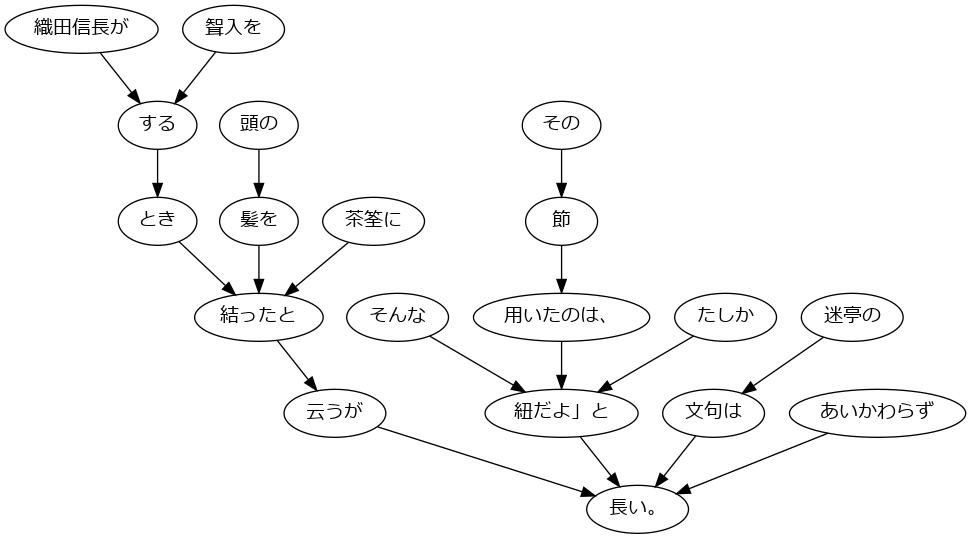 織田信長が
聟入を
する
頭の
その
とき
髪を
茶筌に
節
結ったと
そんな
用いたのは、
たしか
迷亭の
云うが
紐だよ」と
文句は
あいかわらず
長い。